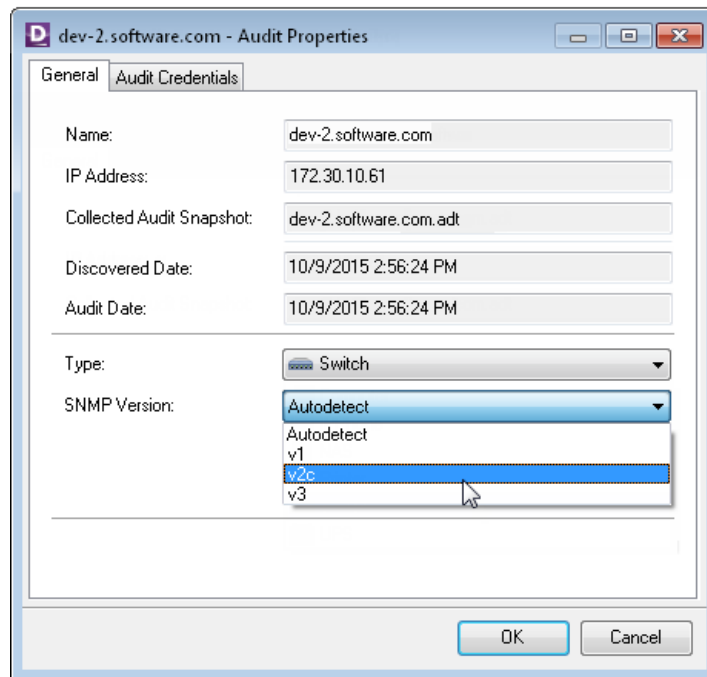 D dev-2.software.com - Audit Properties
General Audit Credentials
Name: dev-2.software.com
IP Address: 172.30.10.61
Collected Audit Snapshot: dev-2.software.com.adt
Discovered Date: 10/9/2015 2:56:24 PM
Audit Date: 10/9/2015 2:56:24 PM
Type: Switch
SNMP Version: Autodetect
Autodetect
v1
v2c
v3
OK Cancel